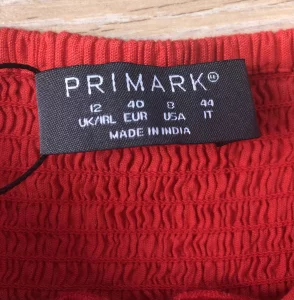 PRIMARK
12 40 8 44
UK/IRL EUR USA IT
MADE IN INDIA